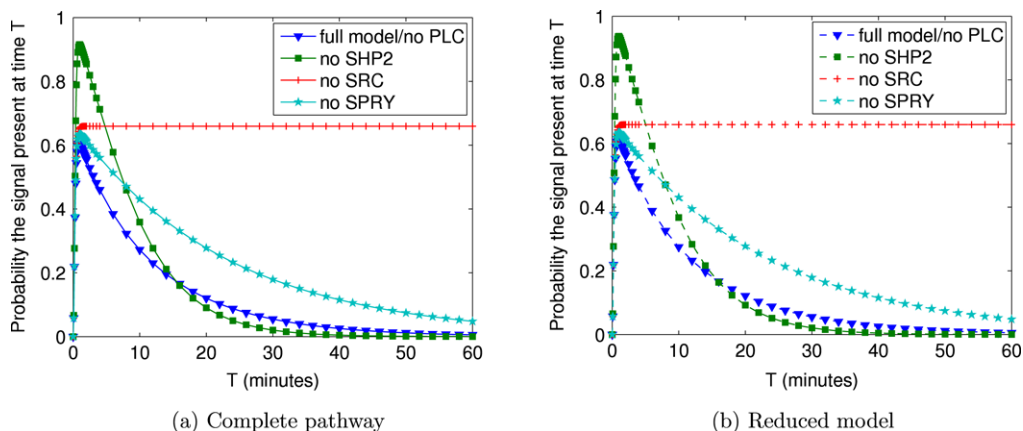 Probability the signal present at time T
1
0.8
0.6
0.4
0.2
0
0 10 20 30 40 50 60
T (minutes)
full model/no PLC
no SHP2
no SRC
no SPRY
(a) Complete pathway
Probability the signal present at time T
1
0.8
0.6
0.4
0.2
0
0 10 20 30 40 50 60
T (minutes)
full model/no PLC
no SHP2
no SRC
no SPRY
(b) Reduced model